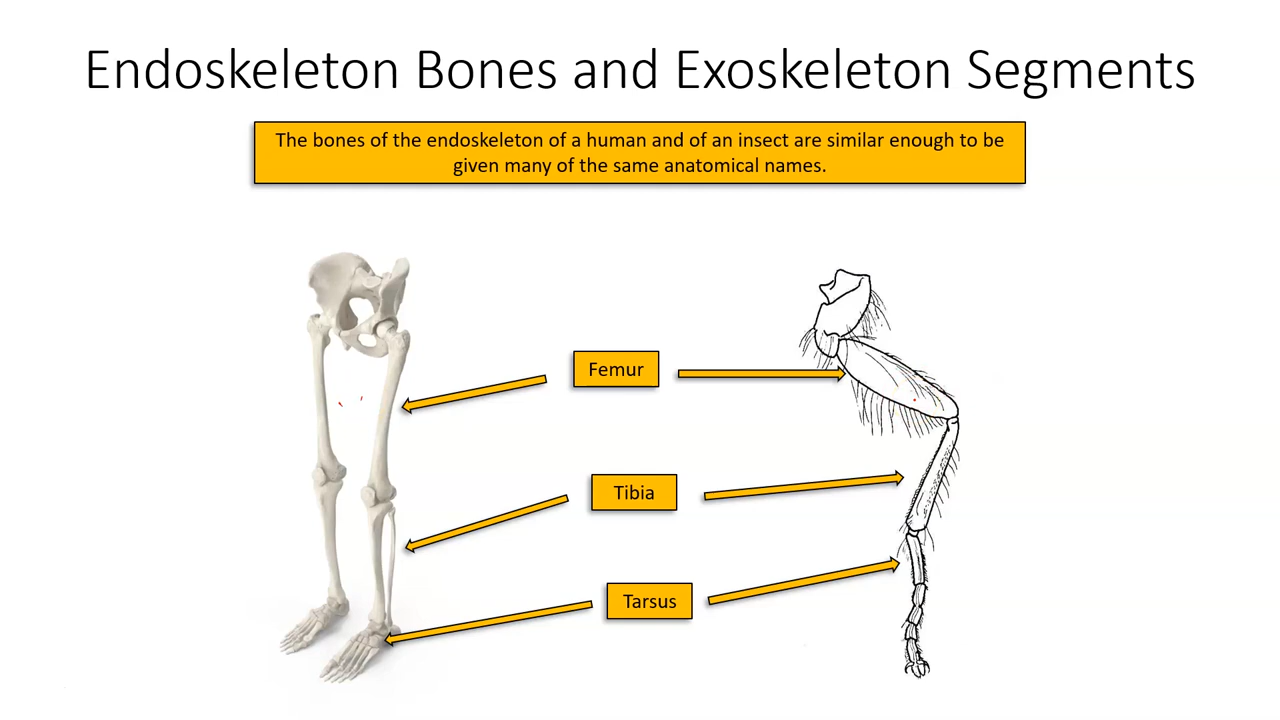 Endoskeleton Bones and Exoskeleton Segments
The bones of the endoskeleton of a human and of an insect are similar enough to be
given many of the same anatomical names.
Femur
Tibia
Tarsus